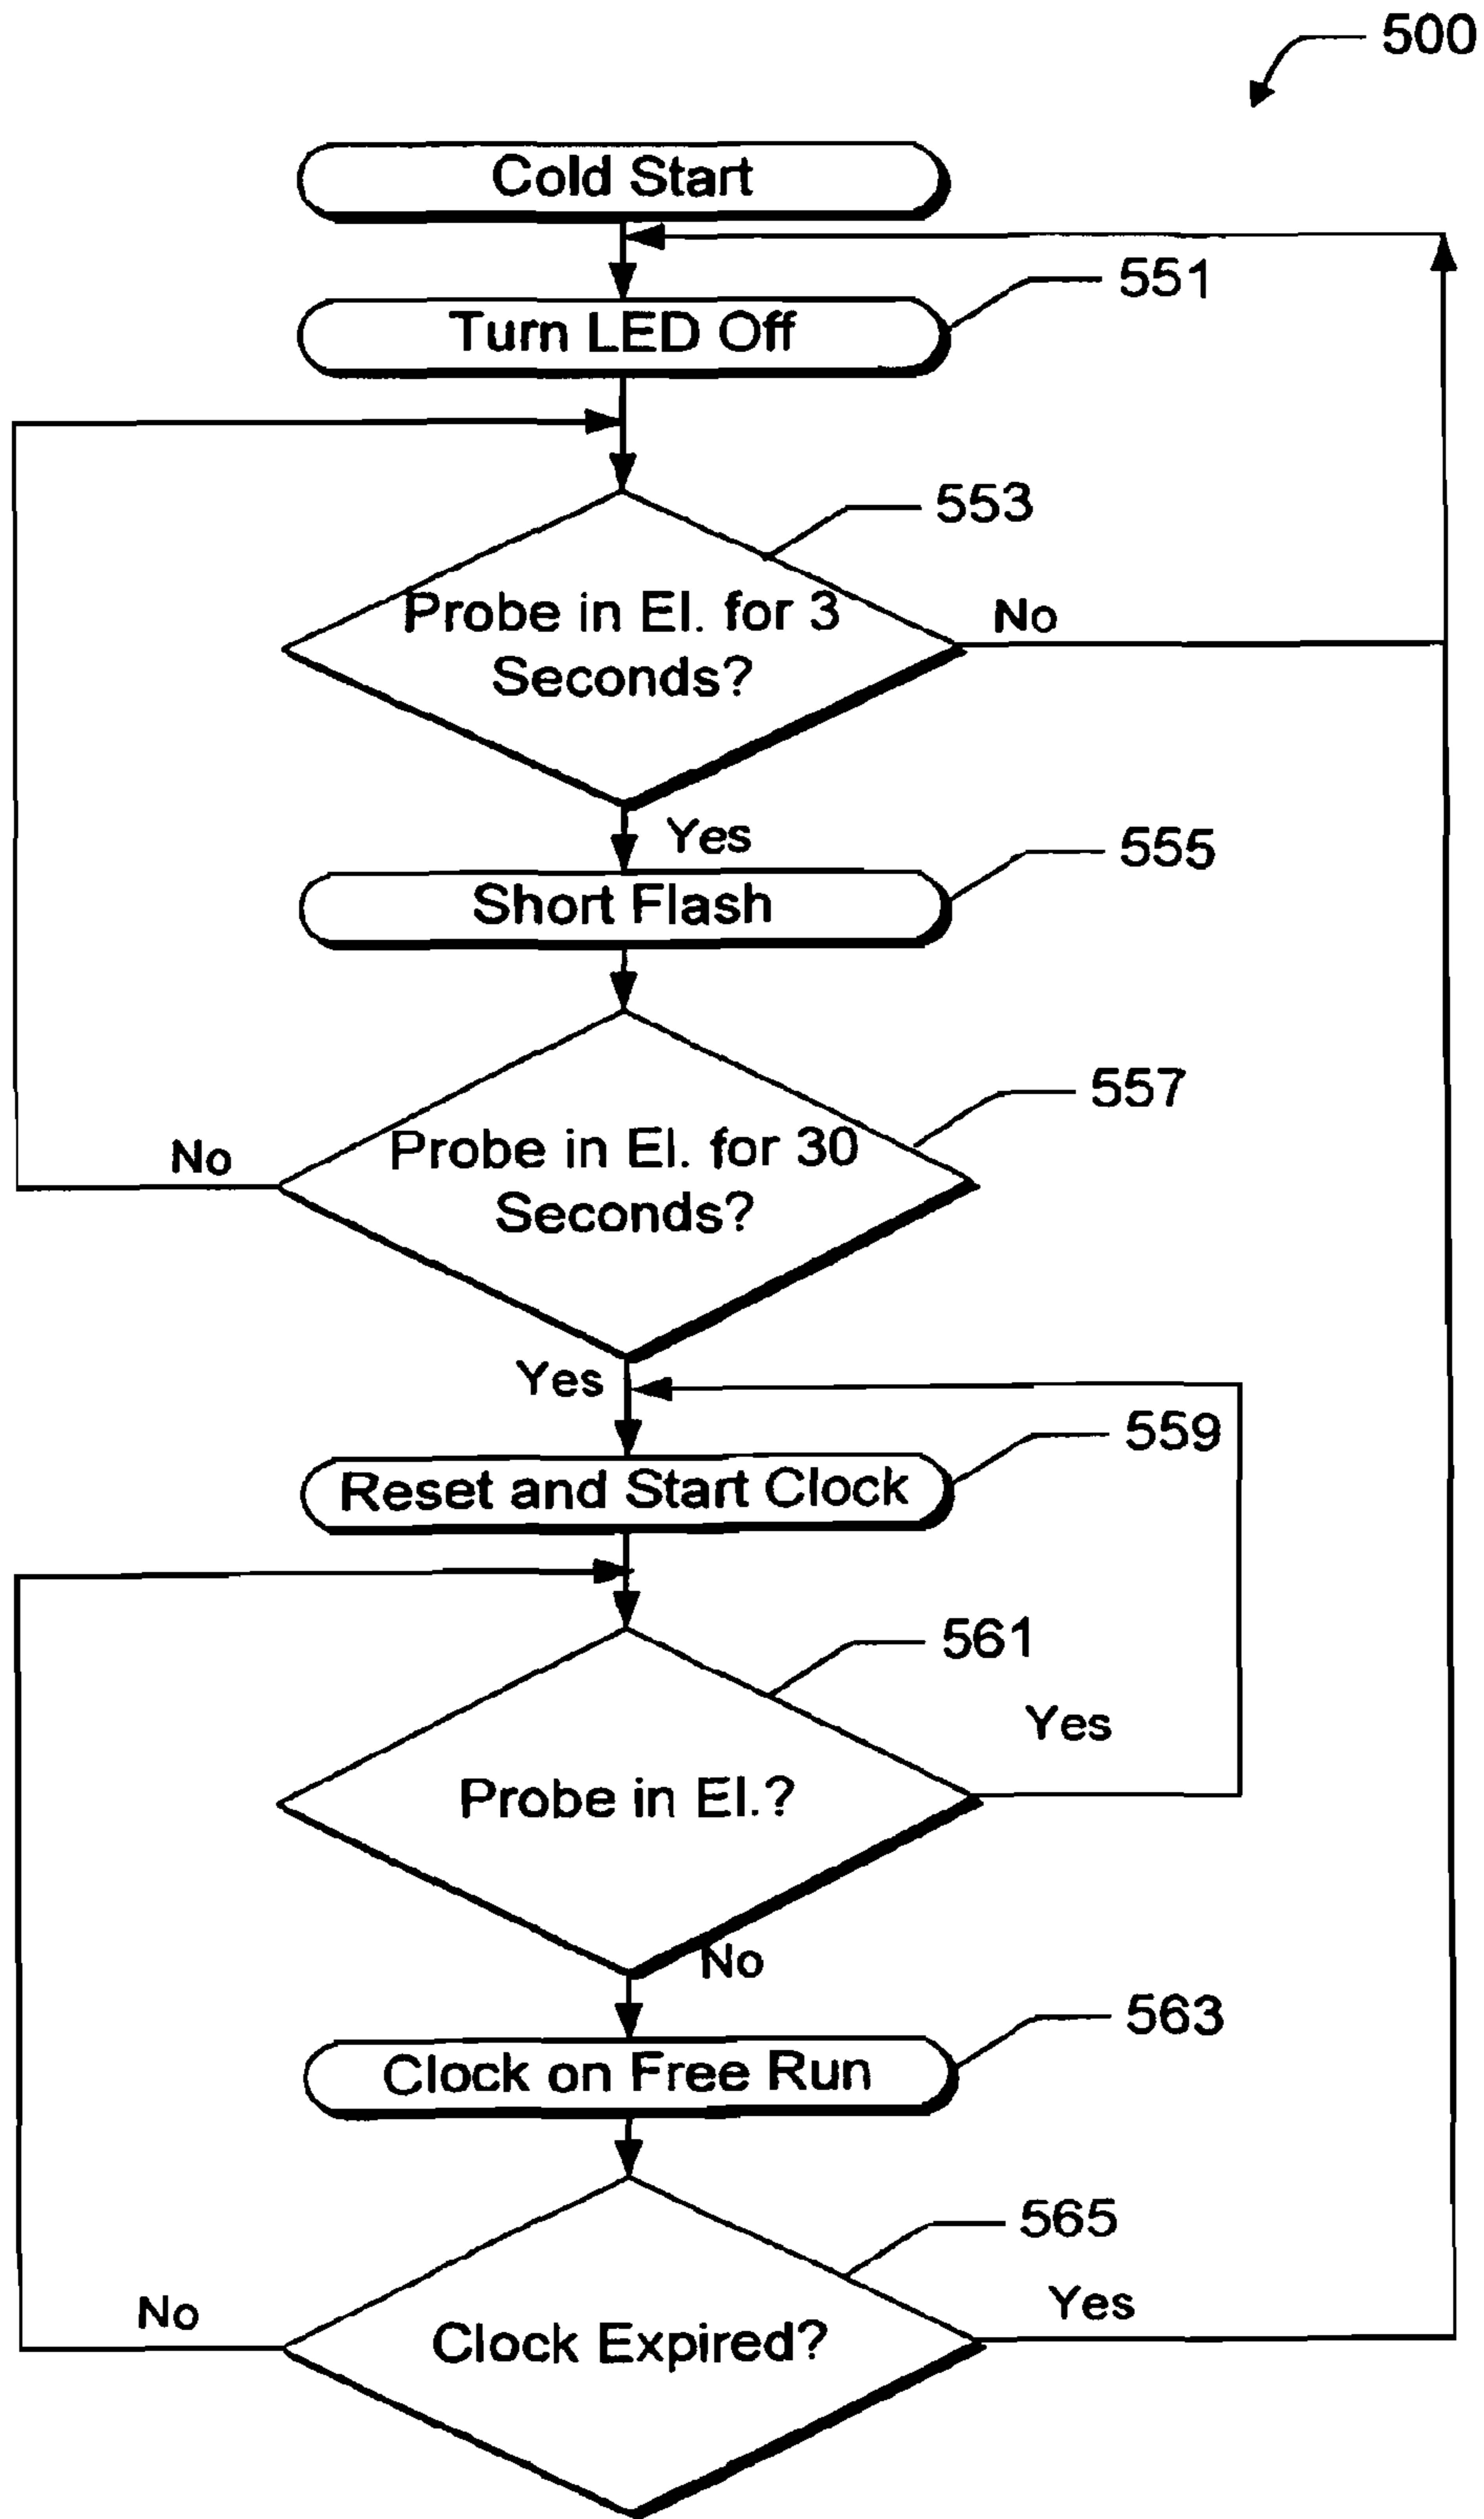 500
Cold Start
551
Turn LED Off
553
Probe in El. for 3
Seconds?
No
Yes
555
Short Flash
557
Probe in El. for 30
Seconds?
No
Yes
559
Reset and Start Clock
561
Yes
Probe in El.?
No
563
Clock on Free Run
565
No
Yes
Clock Expired?